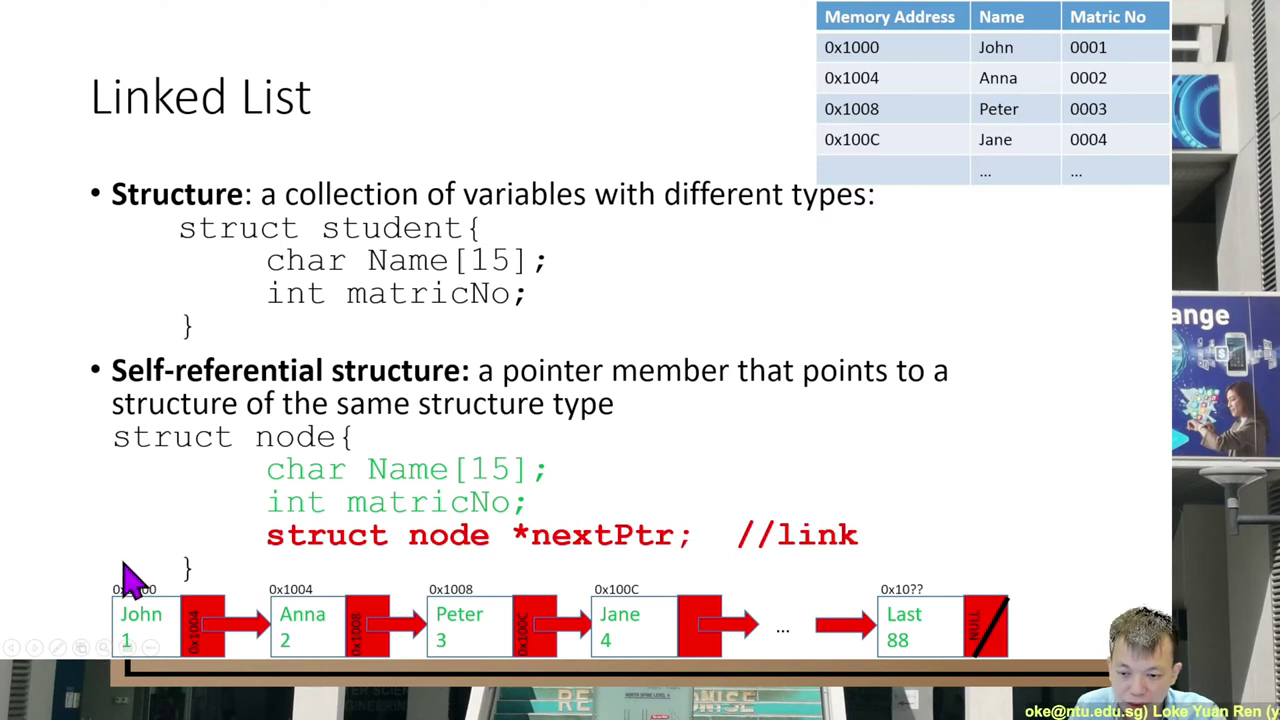 Memory Address Name Matric No
0x1000 John 0001
0x1004 Anna 0002
0x1008 Peter 0003
0x100C Jane 0004
... ...
Linked List
• Structure: a collection of variables with different types:
struct student{
char Name[15];
int matricNo;
}
• Self-referential structure: a pointer member that points to a
structure of the same structure type
struct node{
char Name[15];
int matricNo;
struct node *nextPtr; //link
}
0x1004 0x1008 0x100C 0x10??
John 0x1004 Anna 0x1008 Peter 0x100C Jane ... Last NULL
1 2 3 4 88
ange
oke@ntu.edu.sg) Loke Yuan Ren (